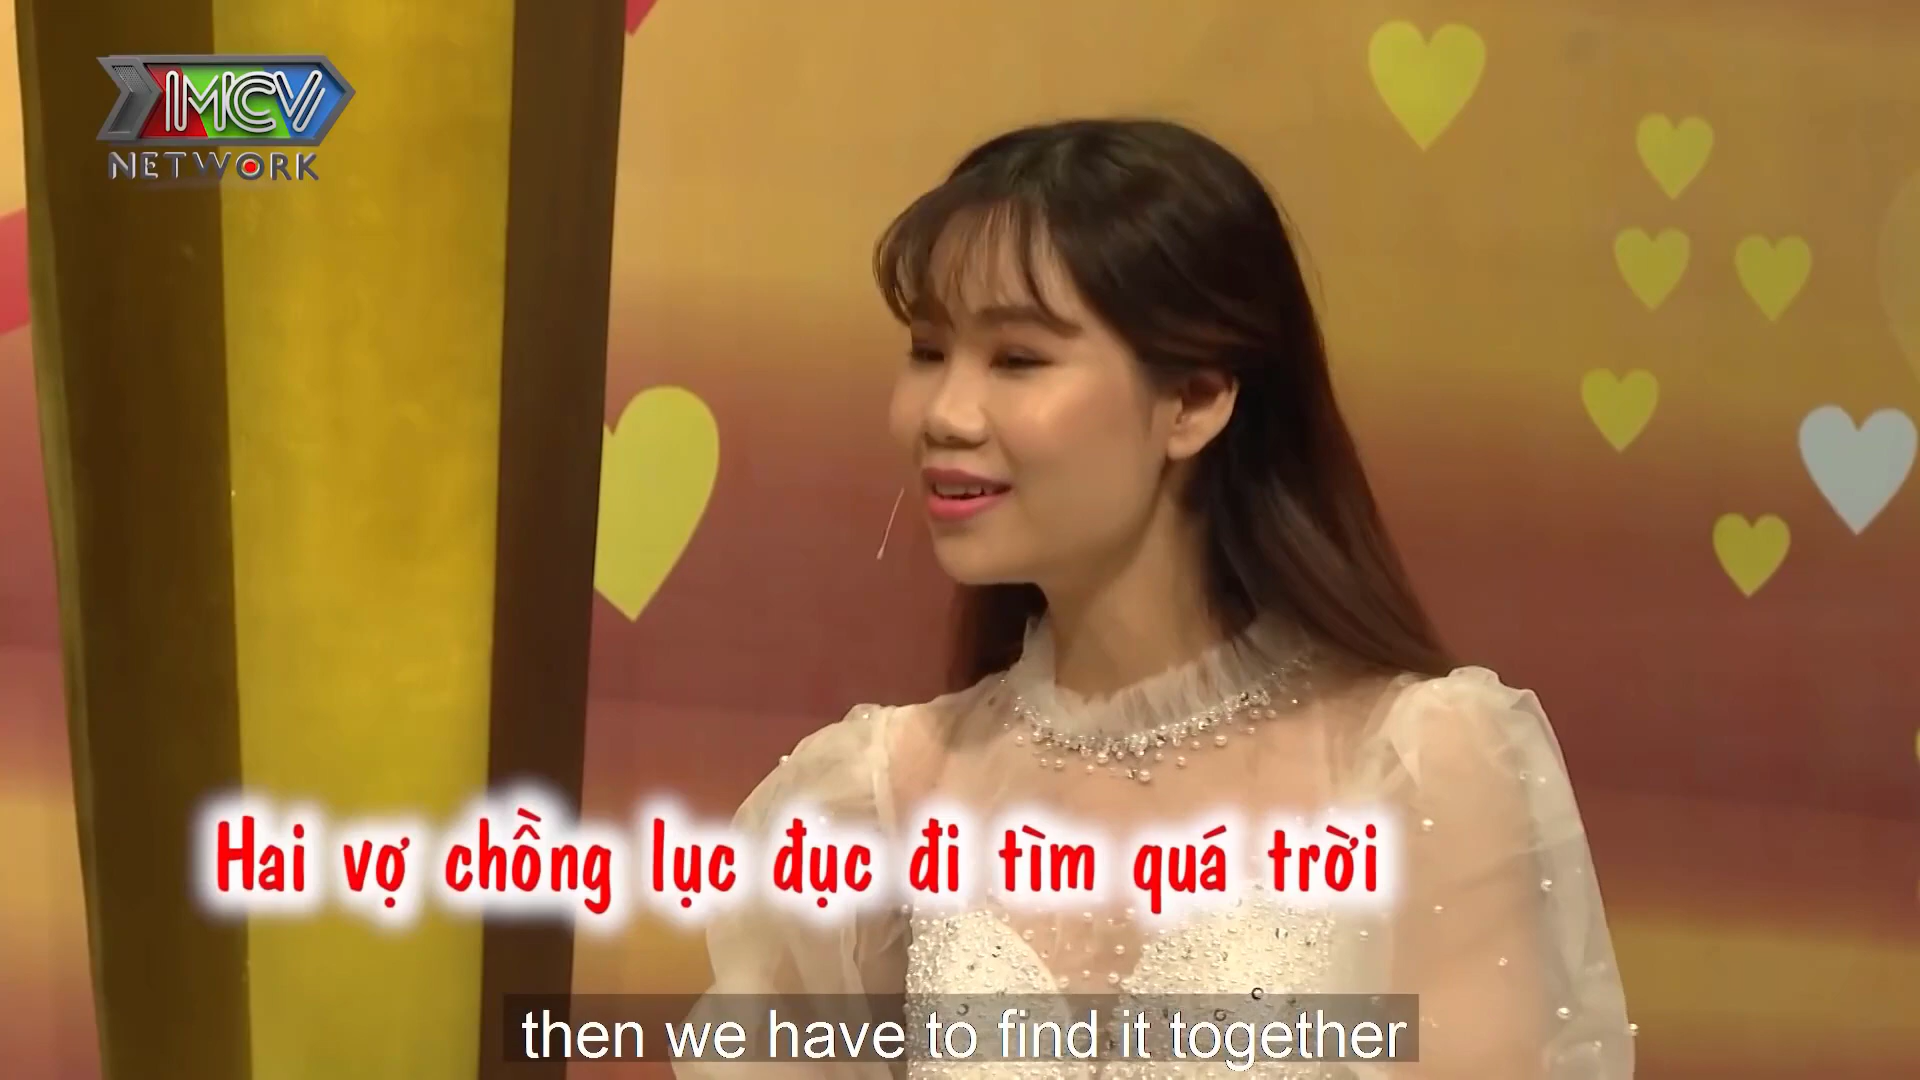 MCV
NETWORK
Hai vợ chồng lục đục đi tìm quá trời
then we have to find it together